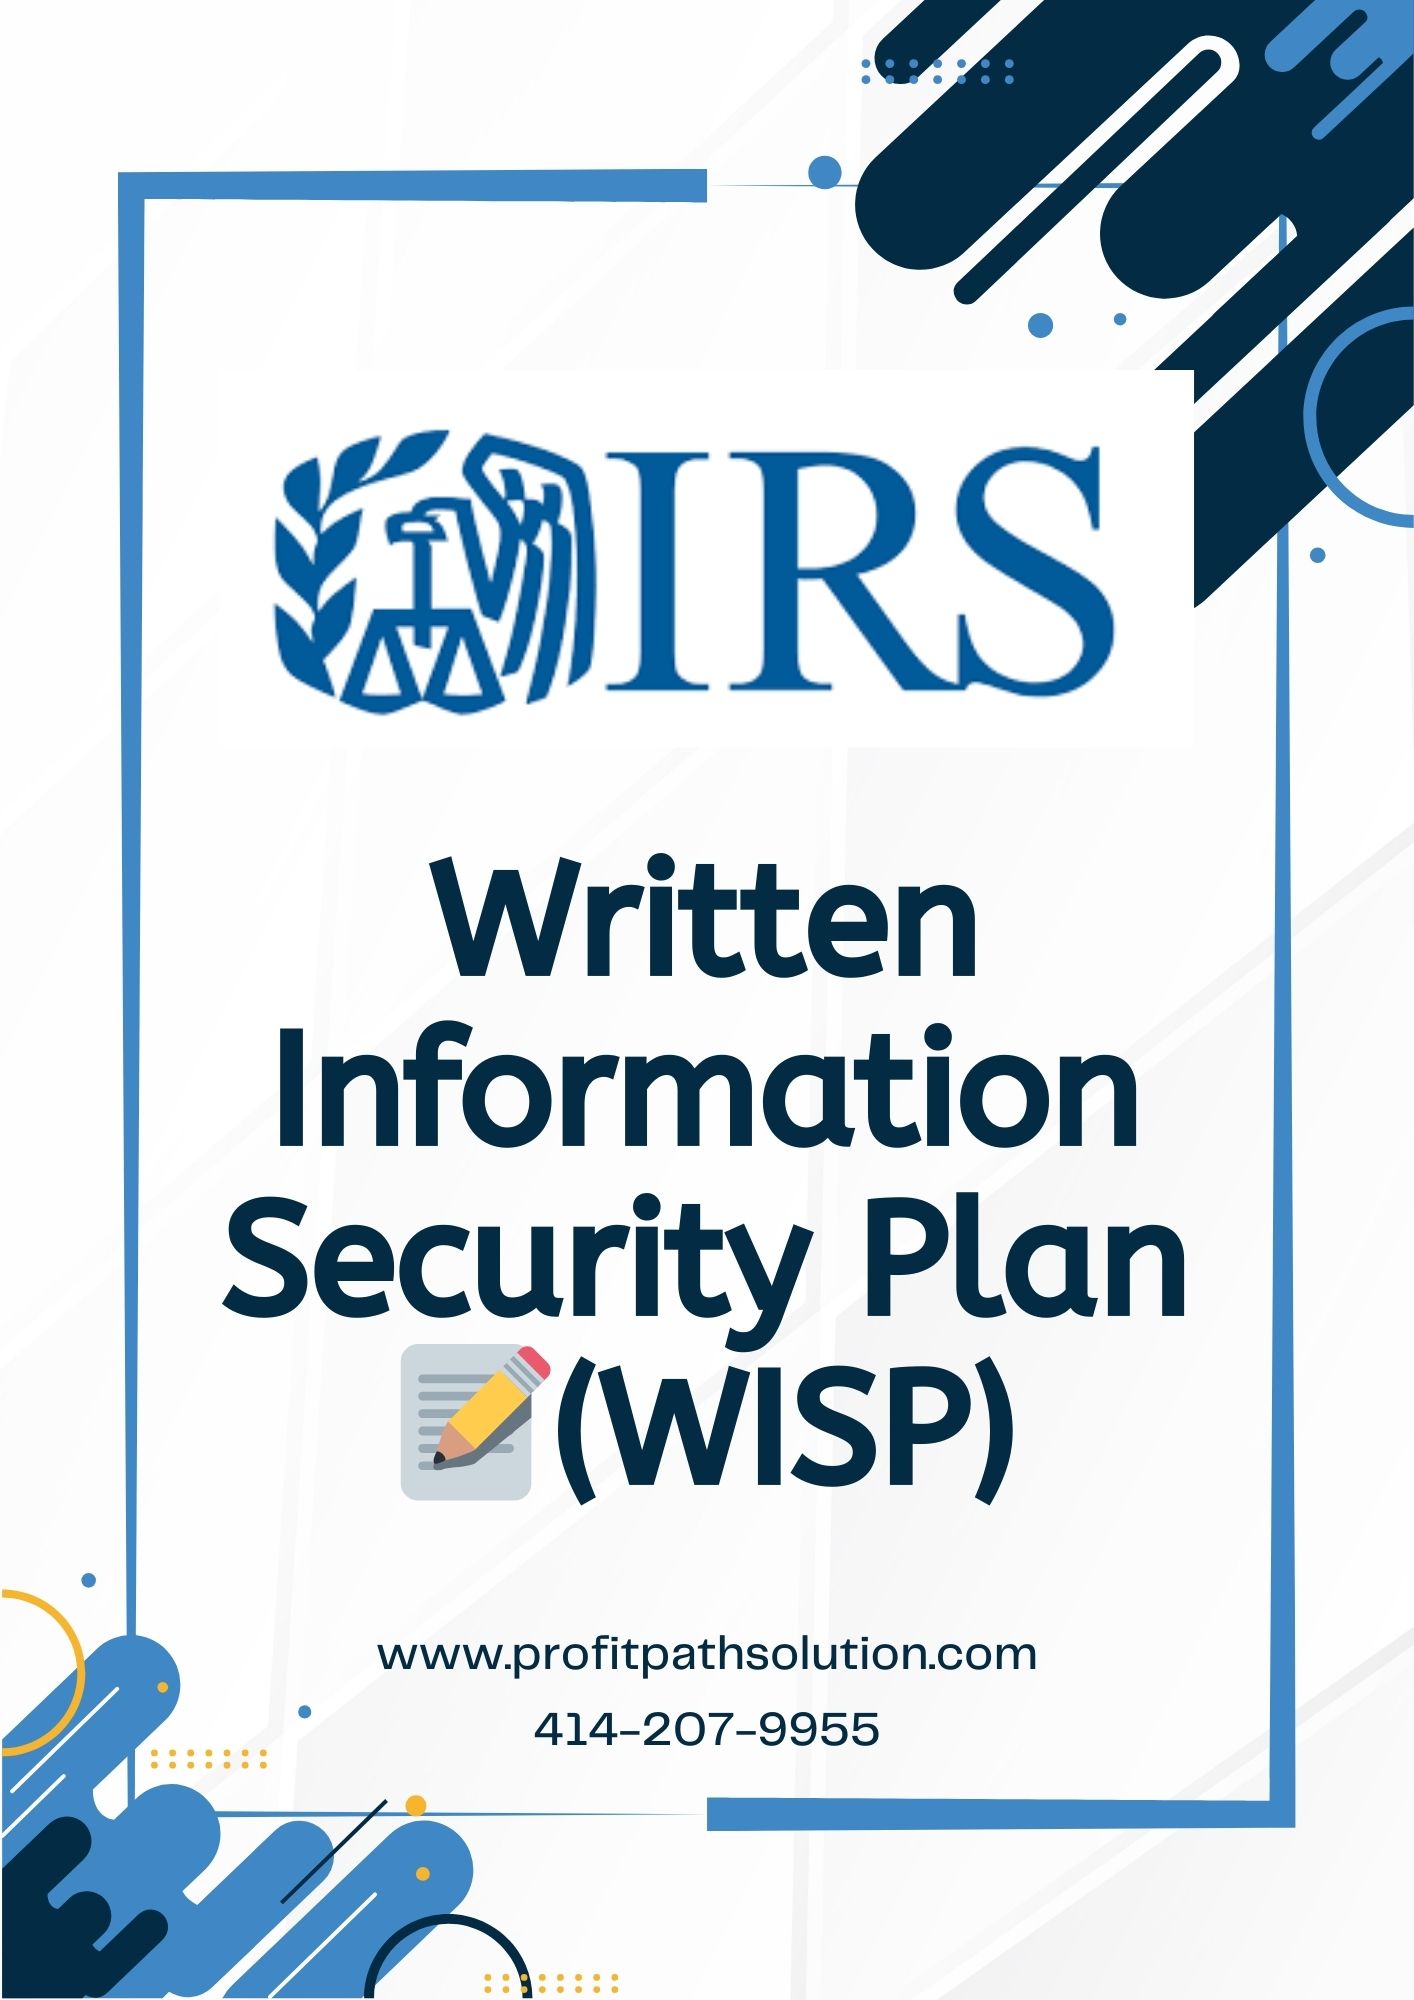 IRS
Written
Information
Security Plan
📝(WISP)
www.profitpathsolution.com
414-207-9955